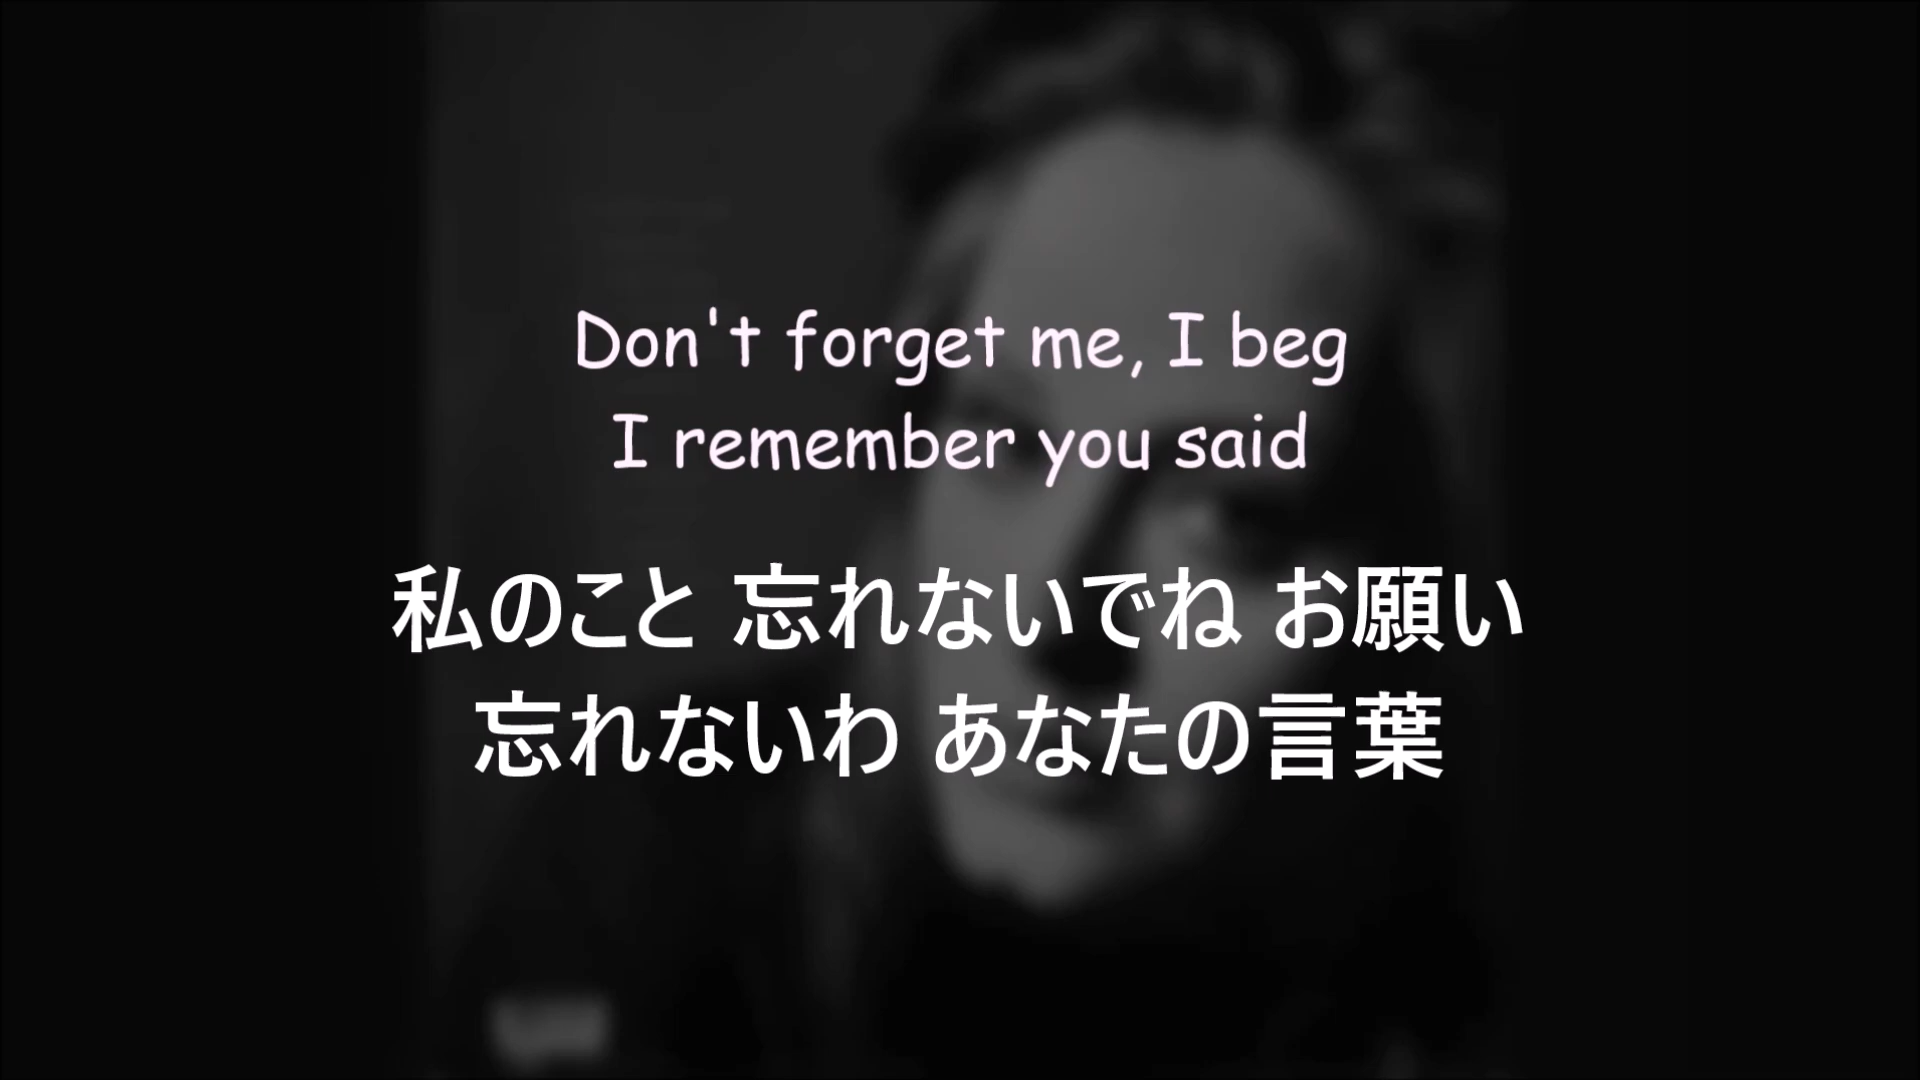 Don't forget me, I beg
I remember you said
私のこと 忘れないでね お願い
忘れないわ あなたの言葉